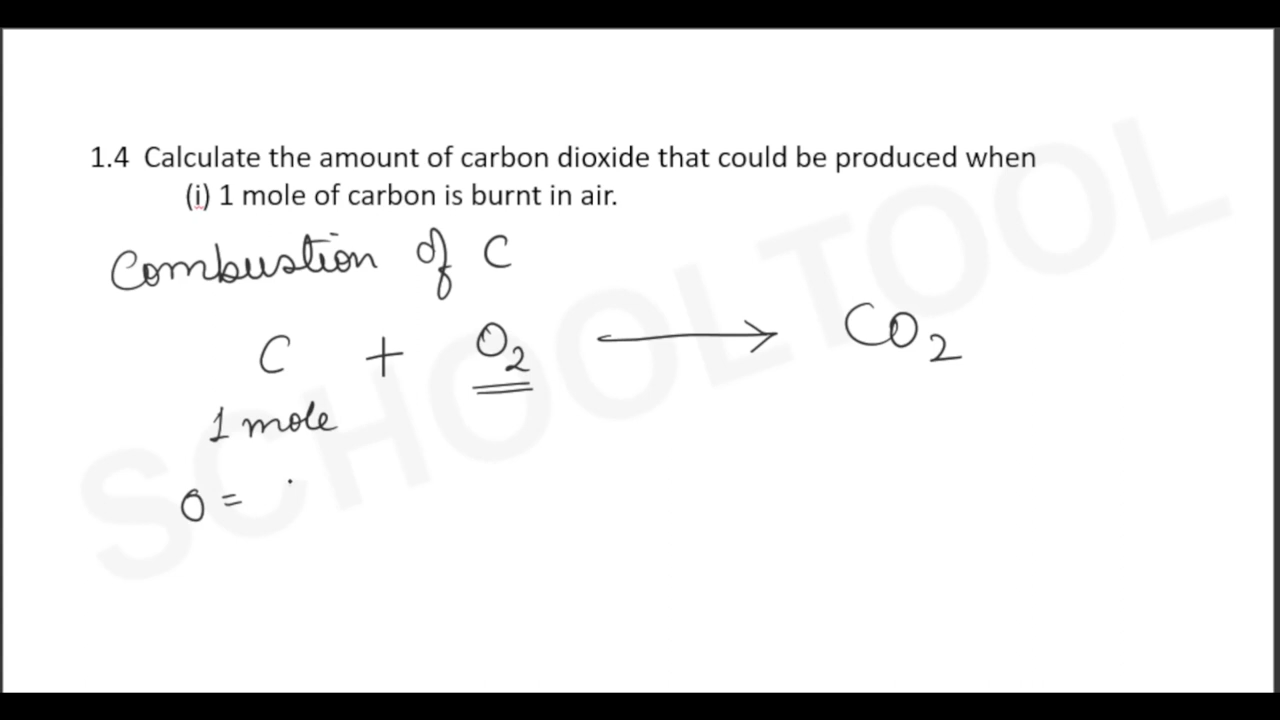 1.4 Calculate the amount of carbon dioxide that could be produced when
(i) 1 mole of carbon is burnt in air.
Combustion of C
C + O₂ ⟶ CO₂
1 mole
O =
SCHOOLTOOL